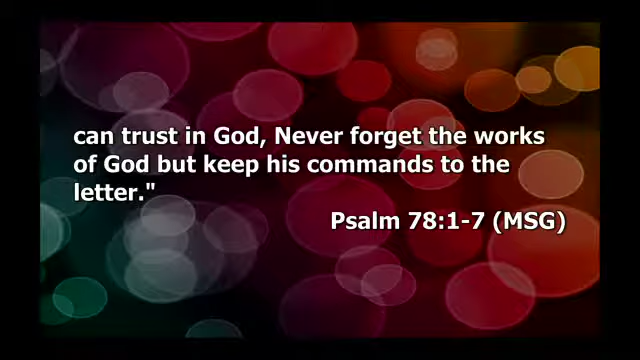 can trust in God, Never forget the works
of God but keep his commands to the
letter."
Psalm 78:1-7 (MSG)